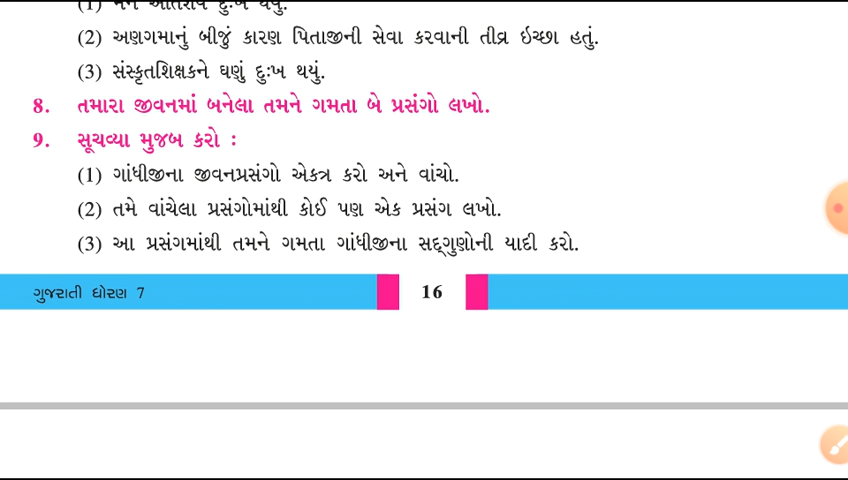 (2) અણગમાનું બીજું કારણ પિતાજીની સેવા કરવાની તીવ્ર ઇચ્છા હતું.
(3) સંસ્કૃતશિક્ષકને ઘણું દુઃખ થયું.
8. તમારા જીવનમાં બનેલા તમને ગમતા બે પ્રસંગો લખો.
9. સૂચવ્યા મુજબ કરો :
(1) ગાંધીજીના જીવનપ્રસંગો એકત્ર કરો અને વાંચો.
(2) તમે વાંચેલા પ્રસંગોમાંથી કોઈ પણ એક પ્રસંગ લખો.
(3) આ પ્રસંગમાંથી તમને ગમતા ગાંધીજીના સદ્ગુણોની યાદી કરો.
ગુજરાતી ધોરણ 7 16